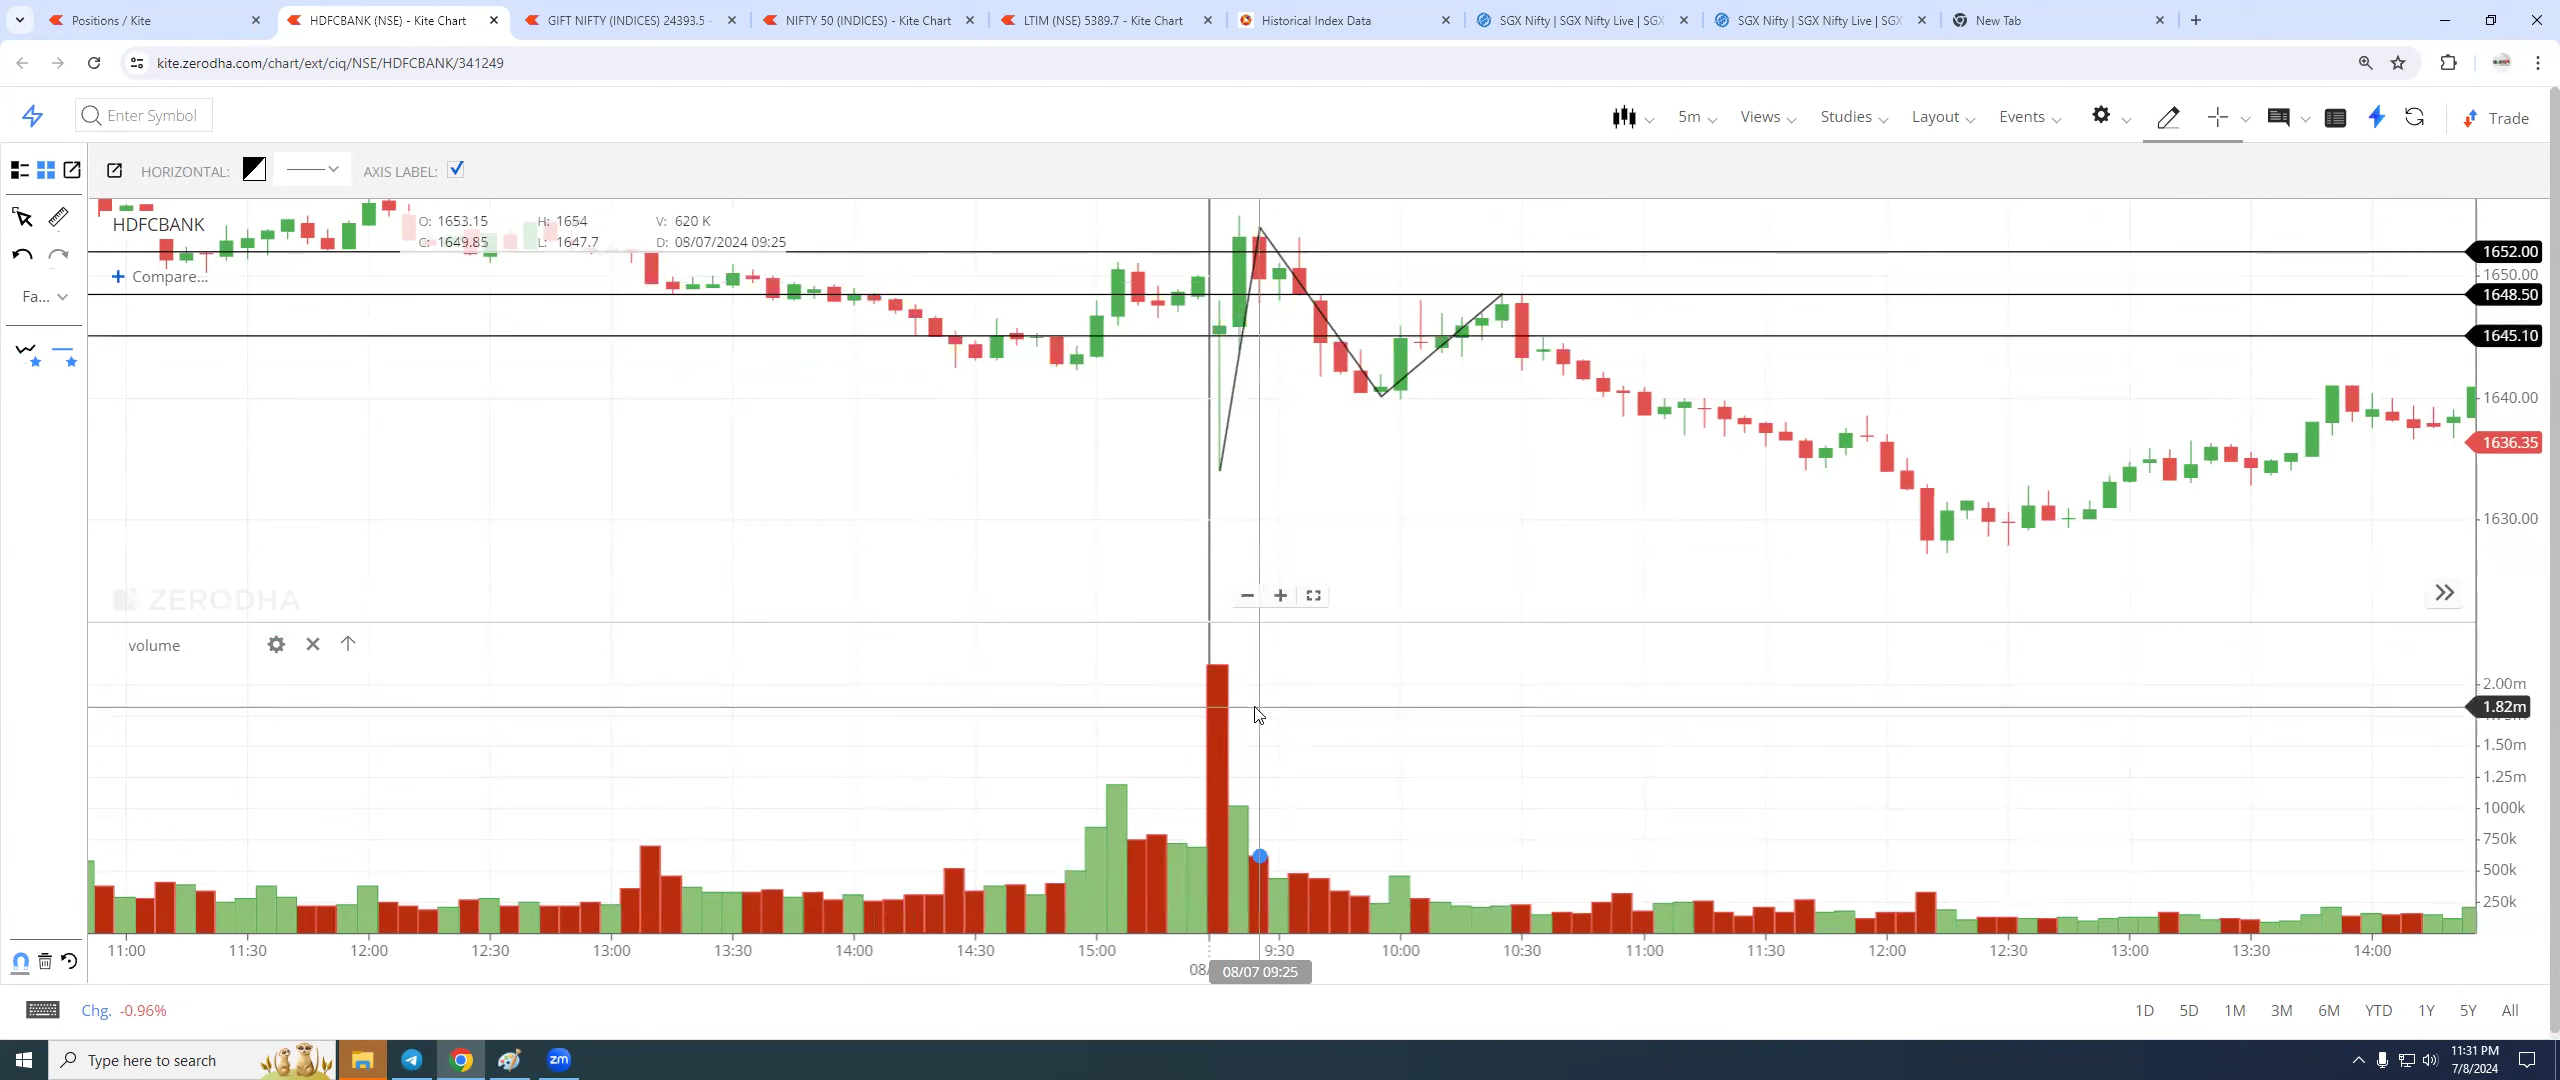 Positions / Kite
HDFCBANK (NSE) - Kite Chart
GIFT NIFTY (INDICES) 24393.5 -
NIFTY 50 (INDICES) - Kite Chart
LTIM (NSE) 5389.7 - Kite Chart
Historical Index Data
SGX Nifty | SGX Nifty Live | SGX
SGX Nifty | SGX Nifty Live | SGX
New Tab
kite.zerodha.com/chart/ext/ciq/NSE/HDFCBANK/341249
Enter Symbol
5m
Views
Studies
Layout
Events
Trade
HORIZONTAL:
AXIS LABEL:
HDFCBANK
O: 1653.15 H: 1654 V: 620 K
C: 1649.85 L: 1647.7 D: 08/07/2024 09:25
+ Compare...
Fa...
1652.00
1650.00
1648.50
1645.10
1640.00
1636.35
1630.00
ZERODHA
volume
2.00m
1.82m
1.50m
1.25m
1000k
750k
500k
250k
11:00 11:30 12:00 12:30 13:00 13:30 14:00 14:30 15:00 9:30 10:00 10:30 11:00 11:30 12:00 12:30 13:00 13:30 14:00
08/
08/07 09:25
Chg. -0.96%
1D 5D 1M 3M 6M YTD 1Y 5Y All
Type here to search
zm
11:31 PM
7/8/2024